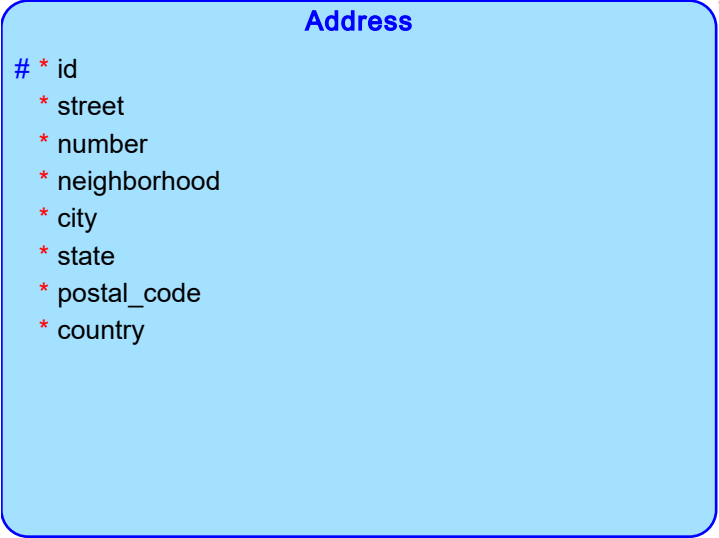 Address
# * id
* street
* number
* neighborhood
* city
* state
* postal_code
* country